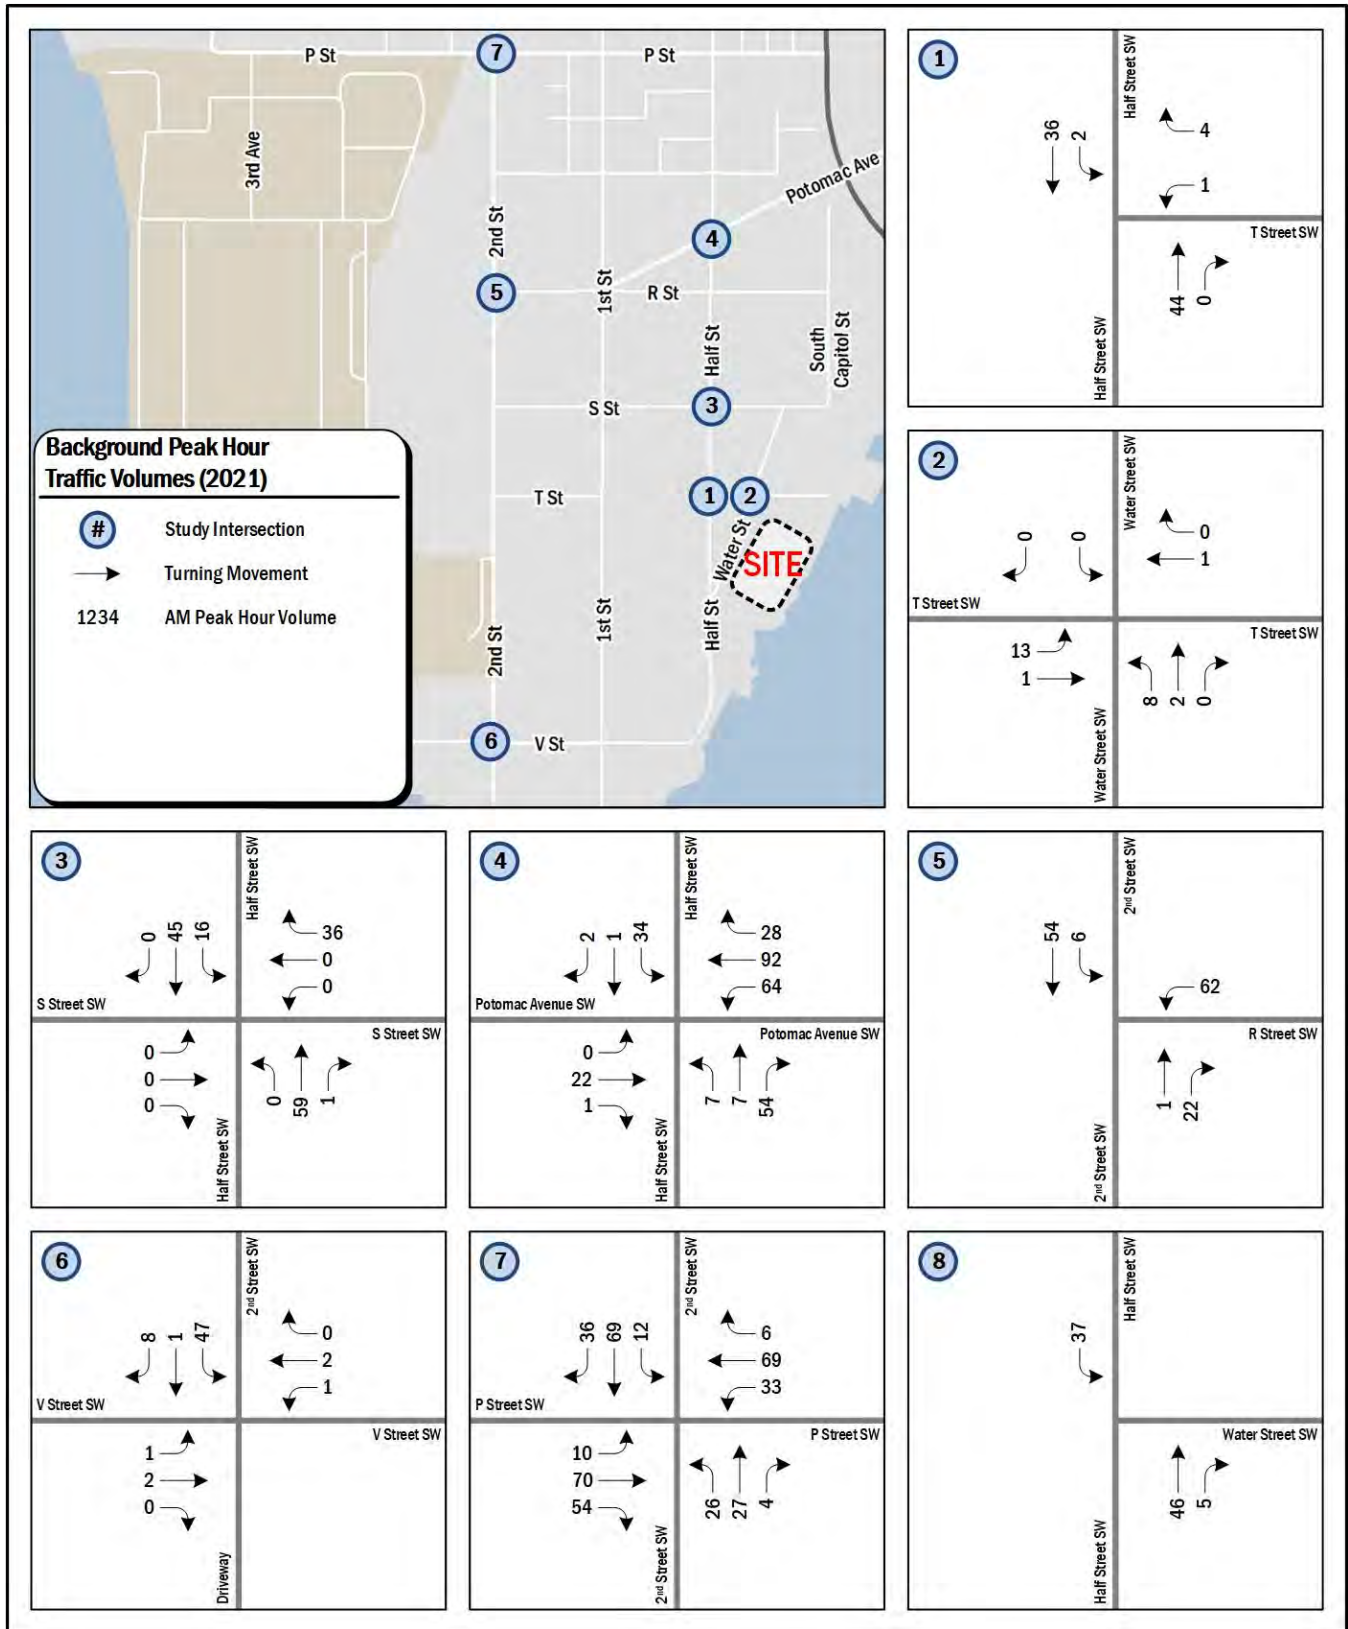 7
P St
P St
3rd Ave
Potomac Ave
2nd St
4
5
1st St
R St
Half St
South
Capitol St
S St
3
T St
1
2
Water St
SITE
2nd St
1st St
Half St
6
V St
Background Peak Hour
Traffic Volumes (2021)
#
Study Intersection
Turning Movement
1234
AM Peak Hour Volume
1
Half Street SW
36
2
4
1
T Street SW
44
0
Half Street SW
2
Water Street SW
0
0
0
1
T Street SW
T Street SW
13
1
8
2
0
Water Street SW
3
Half Street SW
0
45
16
36
0
0
S Street SW
S Street SW
0
0
0
0
59
1
Half Street SW
4
Half Street SW
2
1
34
28
92
64
Potomac Avenue SW
Potomac Avenue SW
0
22
1
7
7
54
Half Street SW
5
2nd Street SW
54
6
62
R Street SW
1
22
2nd Street SW
6
2nd Street SW
8
1
47
0
2
1
V Street SW
V Street SW
1
2
0
Driveway
7
2nd Street SW
36
69
12
6
69
33
P Street SW
P Street SW
10
70
54
26
27
4
2nd Street SW
8
Half Street SW
37
Water Street SW
46
5
Half Street SW